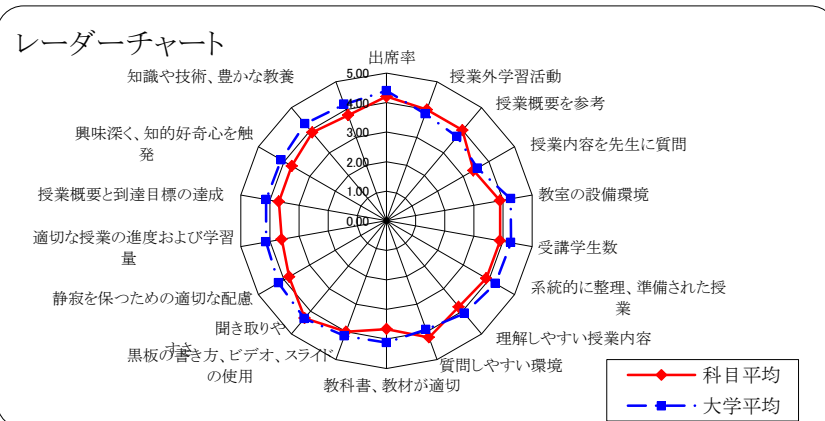 レーダーチャート
出席率
授業外学習活動
授業概要を参考
授業内容を先生に質問
教室の設備環境
受講学生数
系統的に整理、準備された授
業
理解しやすい授業内容
質問しやすい環境
教科書、教材が適切
黒板の書き方、ビデオ、スライド
の使用
聞き取りや
すさ
静寂を保つための適切な配慮
適切な授業の進度および学習
量
授業概要と到達目標の達成
興味深く、知的好奇心を触
発
知識や技術、豊かな教養
5.00
4.00
3.00
2.00
1.00
0.00
科目平均
大学平均